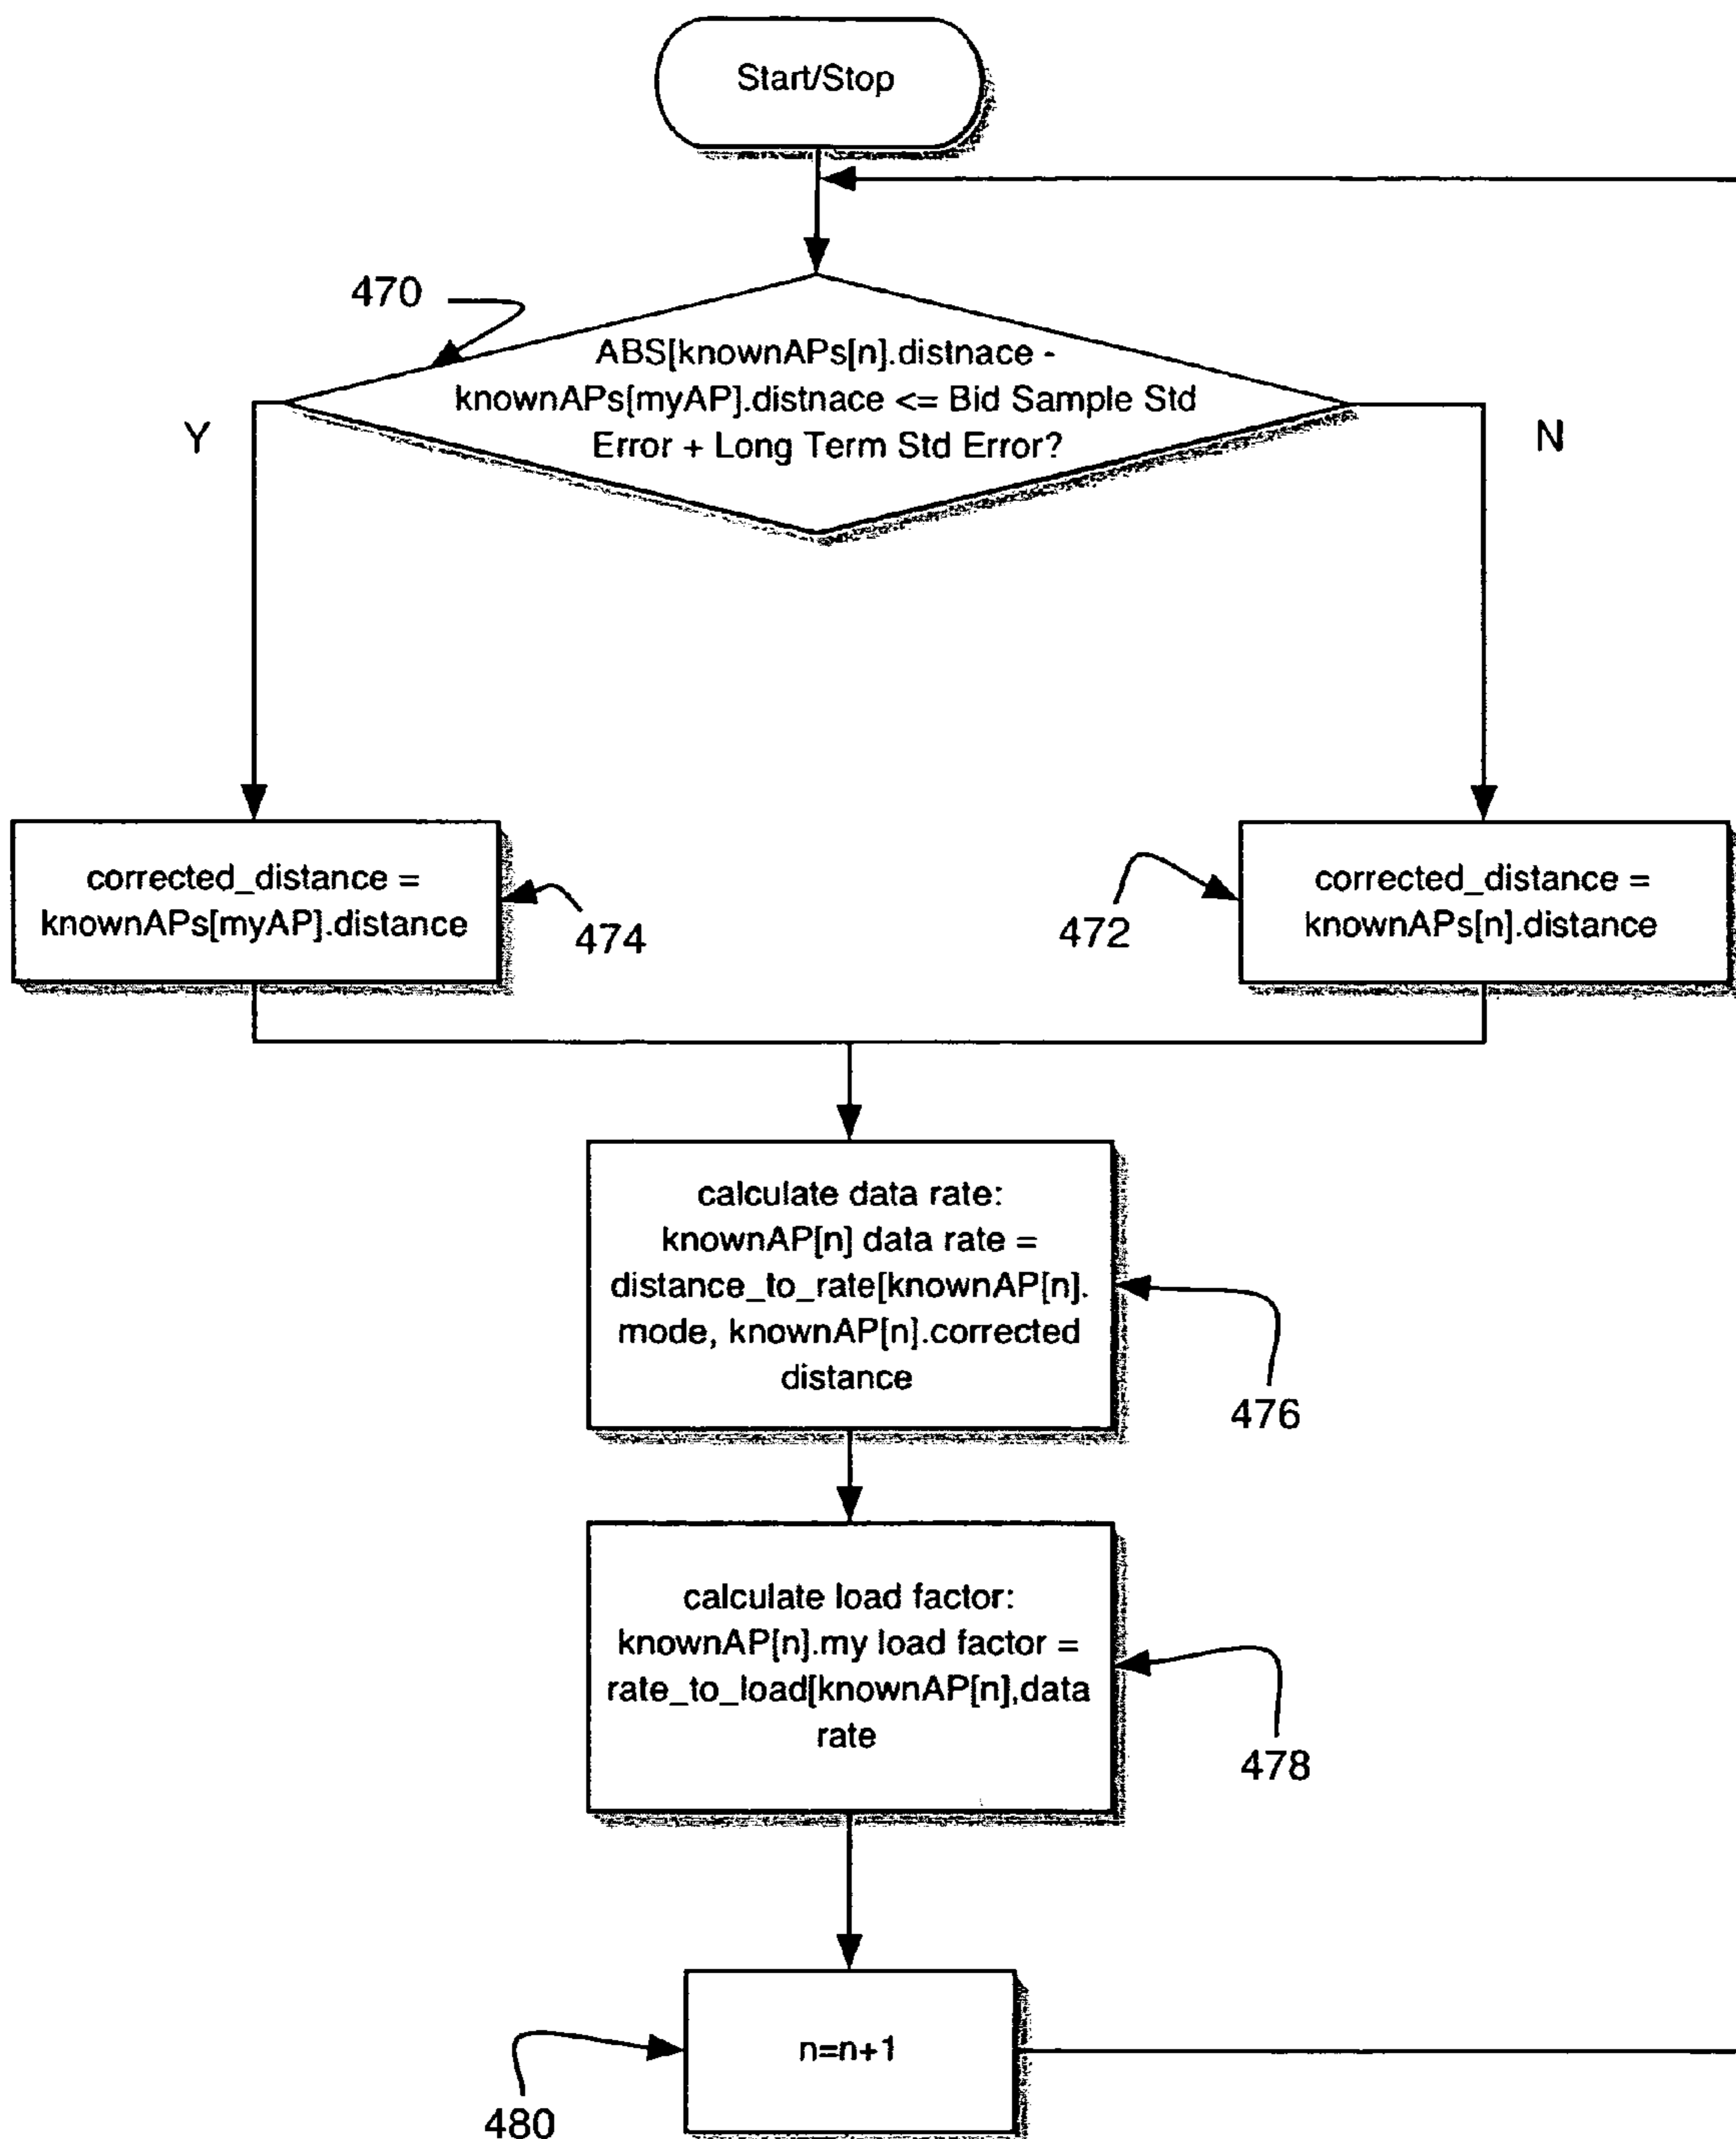 Start/Stop
470
ABS[knownAPs[n].distnace -
knownAPs[myAP].distnace <= Bid Sample Std
Error + Long Term Std Error?
Y
N
corrected_distance =
knownAPs[myAP].distance
474
472
corrected_distance =
knownAPs[n].distance
calculate data rate:
knownAP[n] data rate =
distance_to_rate[knownAP[n].
mode, knownAP[n].corrected
distance
476
calculate load factor:
knownAP[n].my load factor =
rate_to_load[knownAP[n],data
rate
478
n=n+1
480